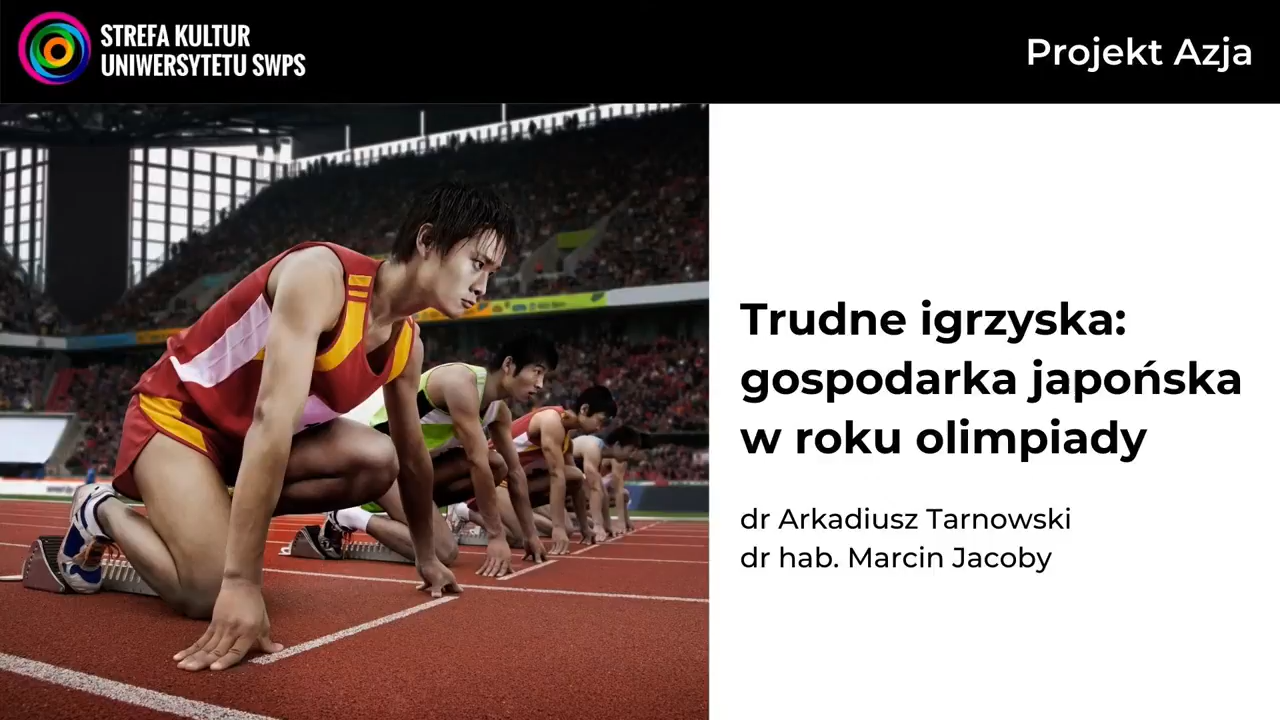 STREFA KULTUR
UNIWERSYTETU SWPS
Projekt Azja
Trudne igrzyska:
gospodarka japońska
w roku olimpiady
dr Arkadiusz Tarnowski
dr hab. Marcin Jacoby